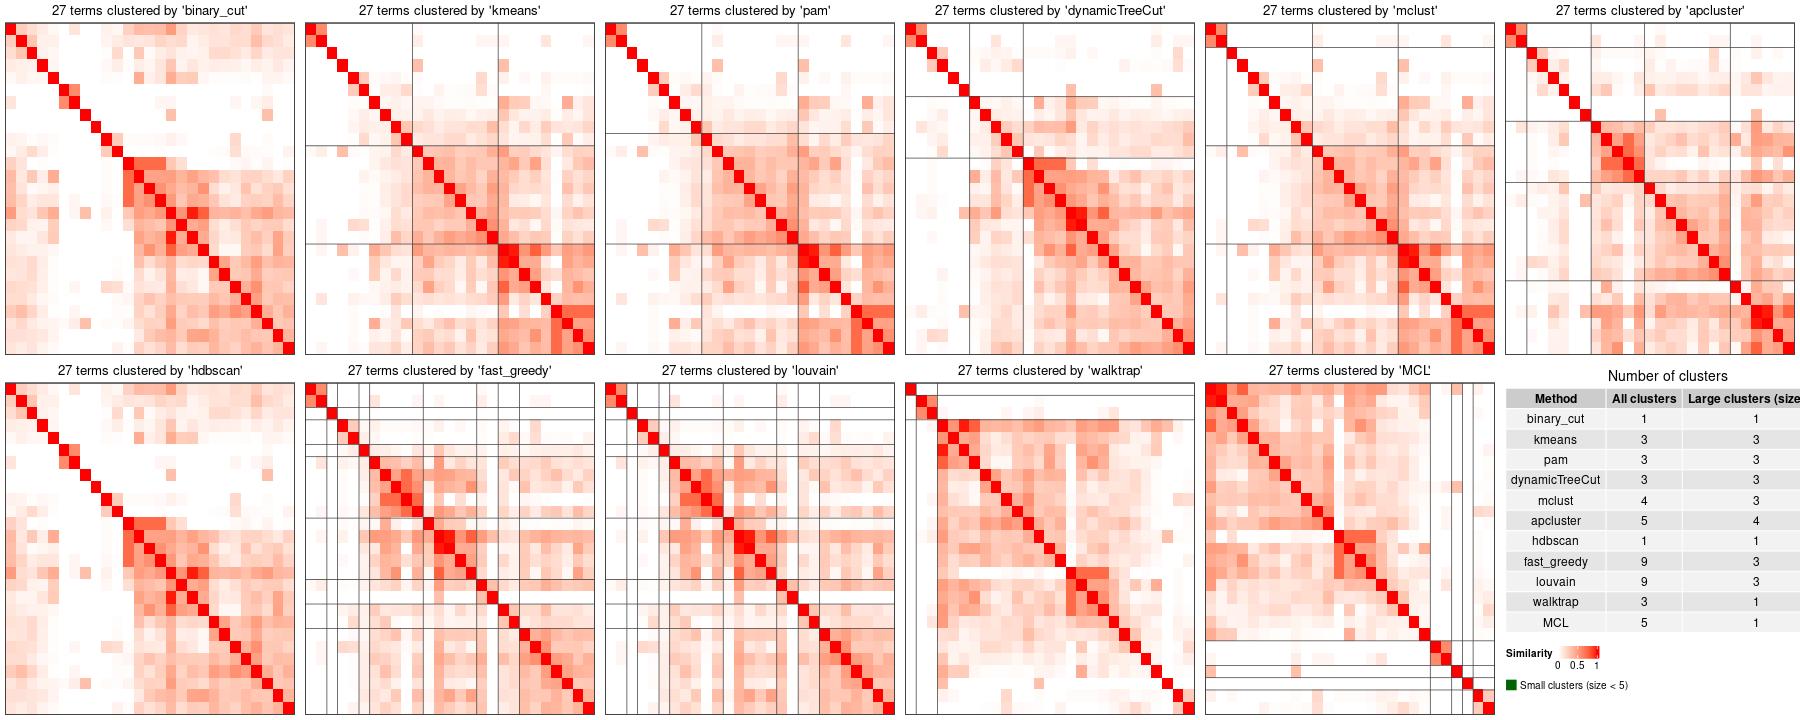 27 terms clustered by 'binary_cut'
27 terms clustered by 'kmeans'
27 terms clustered by 'pam'
27 terms clustered by 'dynamicTreeCut'
27 terms clustered by 'mclust'
27 terms clustered by 'apcluster'
27 terms clustered by 'hdbscan'
27 terms clustered by 'fast_greedy'
27 terms clustered by 'louvain'
27 terms clustered by 'walktrap'
27 terms clustered by 'MCL'
Number of clusters
Method All clusters Large clusters (size
binary_cut 1 1
kmeans 3 3
pam 3 3
dynamicTreeCut 3 3
mclust 4 3
apcluster 5 4
hdbscan 1 1
fast_greedy 9 3
louvain 9 3
walktrap 3 1
MCL 5 1
Similarity
0 0.5 1
Small clusters (size < 5)